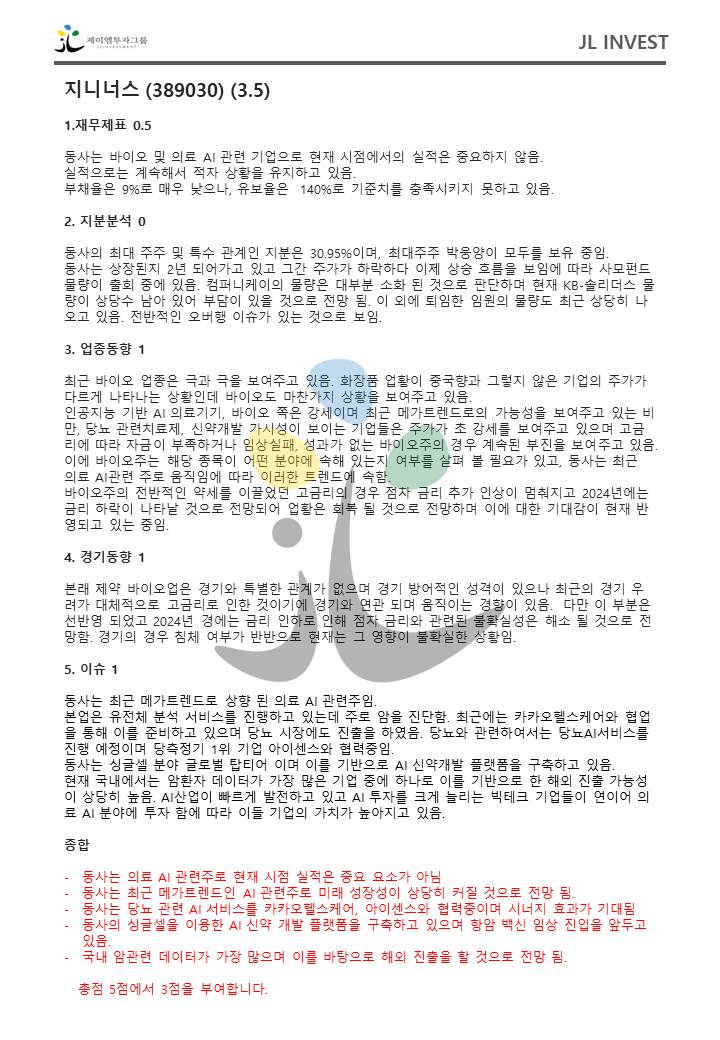 제이엘투자그룹
JL INVESTMENT
JL INVEST
지니너스 (389030) (3.5)
1.재무제표 0.5
동사는 바이오 및 의료 AI 관련 기업으로 현재 시점에서의 실적은 중요하지 않음.
실적으로는 계속해서 적자 상황을 유지하고 있음.
부채율은 9%로 매우 낮으나, 유보율은 140%로 기준치를 충족시키지 못하고 있음.
2. 지분분석 0
동사의 최대 주주 및 특수 관계인 지분은 30.95%이며, 최대주주 박웅양이 모두를 보유 중임.
동사는 상장된지 2년 되어가고 있고 그간 주가가 하락하다 이제 상승 흐름을 보임에 따라 사모펀드
물량이 출회 중에 있음. 컴퍼니케이의 물량은 대부분 소화 된 것으로 판단하며 현재 KB-솔리더스 물
량이 상당수 남아 있어 부담이 있을 것으로 전망 됨. 이 외에 퇴임한 임원의 물량도 최근 상당히 나
오고 있음. 전반적인 오버행 이슈가 있는 것으로 보임.
3. 업종동향 1
최근 바이오 업종은 극과 극을 보여주고 있음. 화장품 업황이 중국향과 그렇지 않은 기업의 주가가
다르게 나타나는 상황인데 바이오도 마찬가지 상황을 보여주고 있음.
인공지능 기반 AI 의료기기, 바이오 쪽은 강세이며 최근 메가트렌드로의 가능성을 보여주고 있는 비
만, 당뇨 관련치료제, 신약개발 가시성이 보이는 기업들은 주가가 초 강세를 보여주고 있으며 고금
리에 따라 자금이 부족하거나 임상실패, 성과가 없는 바이오주의 경우 계속된 부진을 보여주고 있음.
이에 바이오주는 해당 종목이 어떤 분야에 속해 있는지 여부를 살펴 볼 필요가 있고, 동사는 최근
의료 AI관련 주로 움직임에 따라 이러한 트렌드에 속함.
바이오주의 전반적인 약세를 이끌었던 고금리의 경우 점차 금리 추가 인상이 멈춰지고 2024년에는
금리 하락이 나타날 것으로 전망되어 업황은 회복 될 것으로 전망하며 이에 대한 기대감이 현재 반
영되고 있는 중임.
4. 경기동향 1
본래 제약 바이오업은 경기와 특별한 관계가 없으며 경기 방어적인 성격이 있으나 최근의 경기 우
려가 대체적으로 고금리로 인한 것이기에 경기와 연관 되며 움직이는 경향이 있음. 다만 이 부분은
선반영 되었고 2024년 경에는 금리 인하로 인해 점차 금리와 관련된 불확실성은 해소 될 것으로 전
망함. 경기의 경우 침체 여부가 반반으로 현재는 그 영향이 불확실한 상황임.
5. 이슈 1
동사는 최근 메가트렌드로 상향 된 의료 AI 관련주임.
본업은 유전체 분석 서비스를 진행하고 있는데 주로 암을 진단함. 최근에는 카카오헬스케어와 협업
을 통해 이를 준비하고 있으며 당뇨 시장에도 진출을 하였음. 당뇨와 관련하여서는 당뇨AI서비스를
진행 예정이며 당측정기 1위 기업 아이센스와 협력중임.
동사는 싱글셀 분야 글로벌 탑티어 이며 이를 기반으로 AI 신약개발 플랫폼을 구축하고 있음.
현재 국내에서는 암환자 데이터가 가장 많은 기업 중에 하나로 이를 기반으로 한 해외 진출 가능성
이 상당히 높음. AI산업이 빠르게 발전하고 있고 AI 투자를 크게 늘리는 빅테크 기업들이 연이어 의
료 AI 분야에 투자 함에 따라 이들 기업의 가치가 높아지고 있음.
종합
- 동사는 의료 AI 관련주로 현재 시점 실적은 중요 요소가 아님
- 동사는 최근 메가트렌드인 AI 관련주로 미래 성장성이 상당히 커질 것으로 전망 됨.
- 동사는 당뇨 관련 AI 서비스를 카카오헬스케어, 아이센스와 협력중이며 시너지 효과가 기대됨
- 동사의 싱글셀을 이용한 AI 신약 개발 플랫폼을 구축하고 있으며 항암 백신 임상 진입을 앞두고
있음.
- 국내 암관련 데이터가 가장 많으며 이를 바탕으로 해외 진출을 할 것으로 전망 됨.
총점 5점에서 3점을 부여합니다.